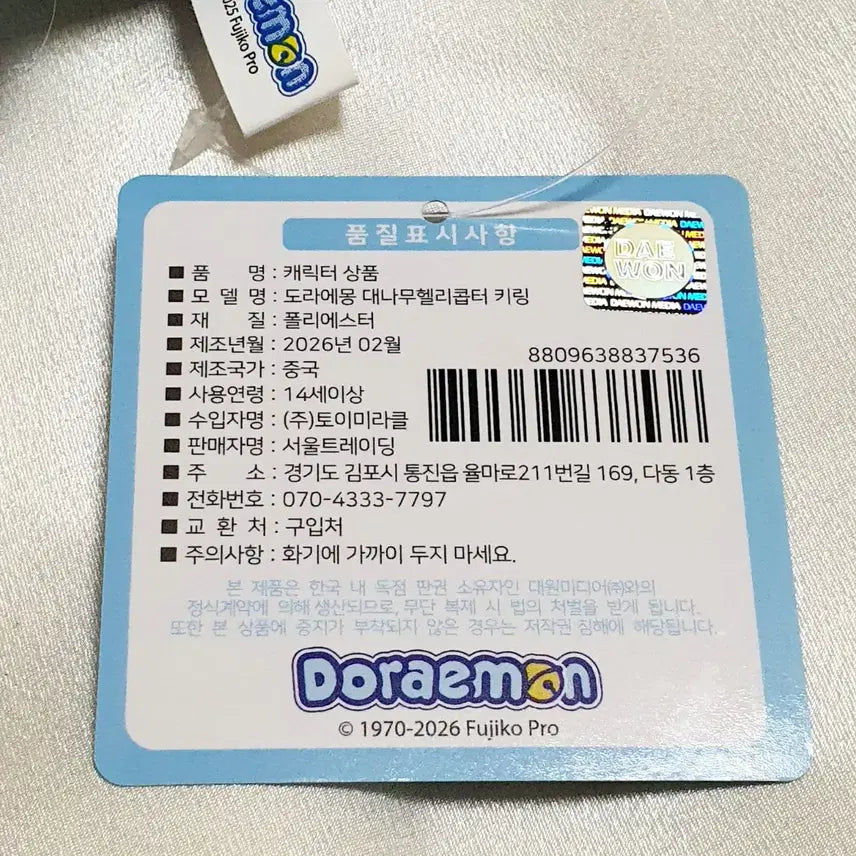 025 Fujiko Pro
품질표시사항
DAE WON
■ 품 명 : 캐릭터 상품
■ 모 델 명 : 도라에몽 대나무헬리콥터 키링
■ 재 질 : 폴리에스터
■ 제조년월 : 2026년 02월
■ 제조국가 : 중국
■ 사용연령 : 14세이상
■ 수입자명 : (주)토이미라클
■ 판매자명 : 서울트레이딩
8809638837536
■ 주 소 : 경기도 김포시 통진읍 율마로211번길 169, 다동 1층
■ 전화번호 : 070-4333-7797
■ 교 환 처 : 구입처
■ 주의사항 : 화기에 가까이 두지 마세요.
본 제품은 한국 내 독점 판권 소유자인 대원미디어㈜와의
정식계약에 의해 생산되므로, 무단 복제 시 법의 처벌을 받게 됩니다.
또한 본 상품에 증지가 부착되지 않은 경우는 저작권 침해에 해당됩니다.
Doraemon
© 1970-2026 Fujiko Pro